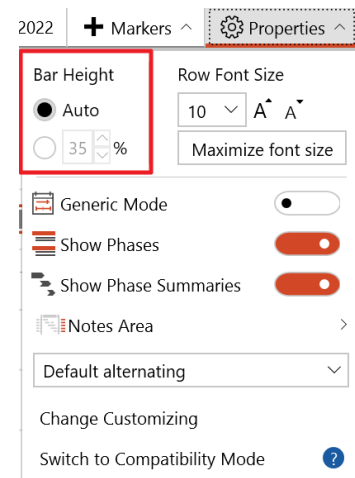 2022 Markers Properties
Bar Height Row Font Size
Auto 10 A A
35 % Maximize font size
Generic Mode
Show Phases
Show Phase Summaries
Notes Area
Default alternating
Change Customizing
Switch to Compatibility Mode ?